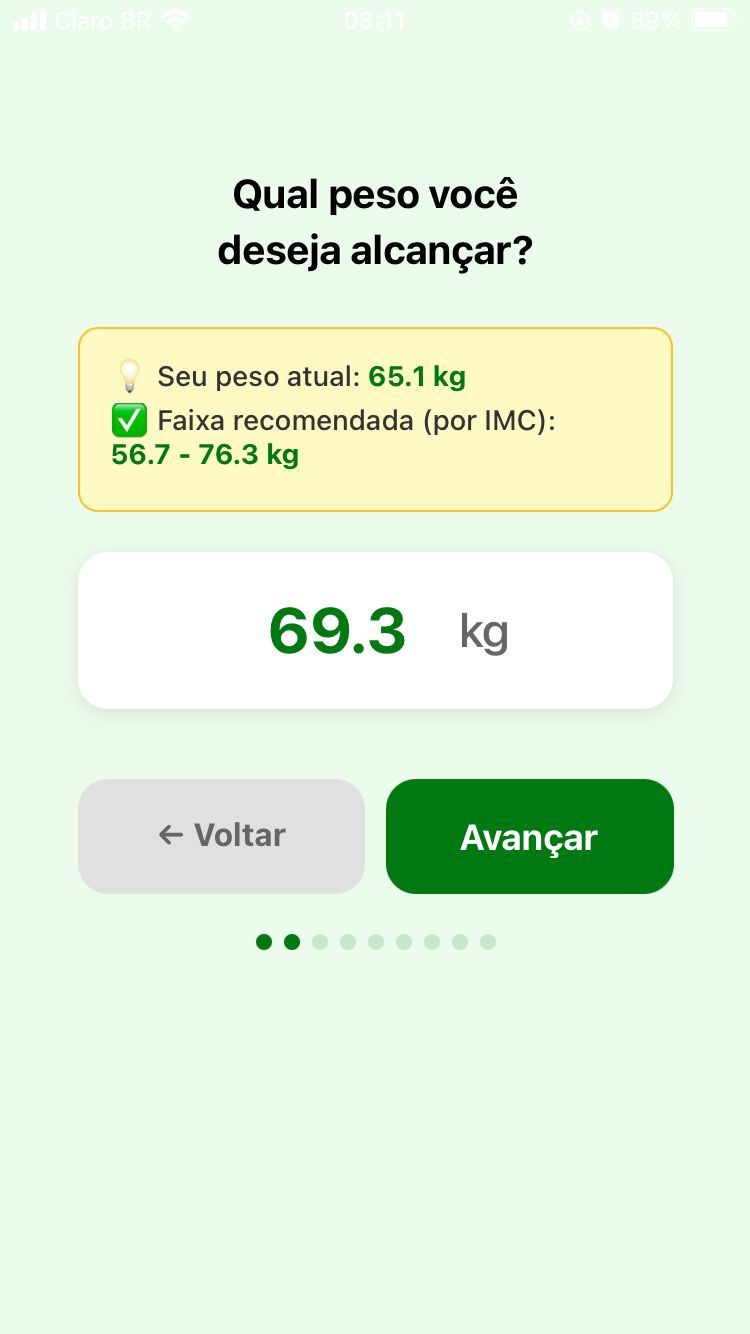 Claro BR 03:11 89%
Qual peso você
deseja alcançar?
💡 Seu peso atual: 65.1 kg
✅ Faixa recomendada (por IMC):
56.7 - 76.3 kg
69.3 kg
← Voltar
Avançar